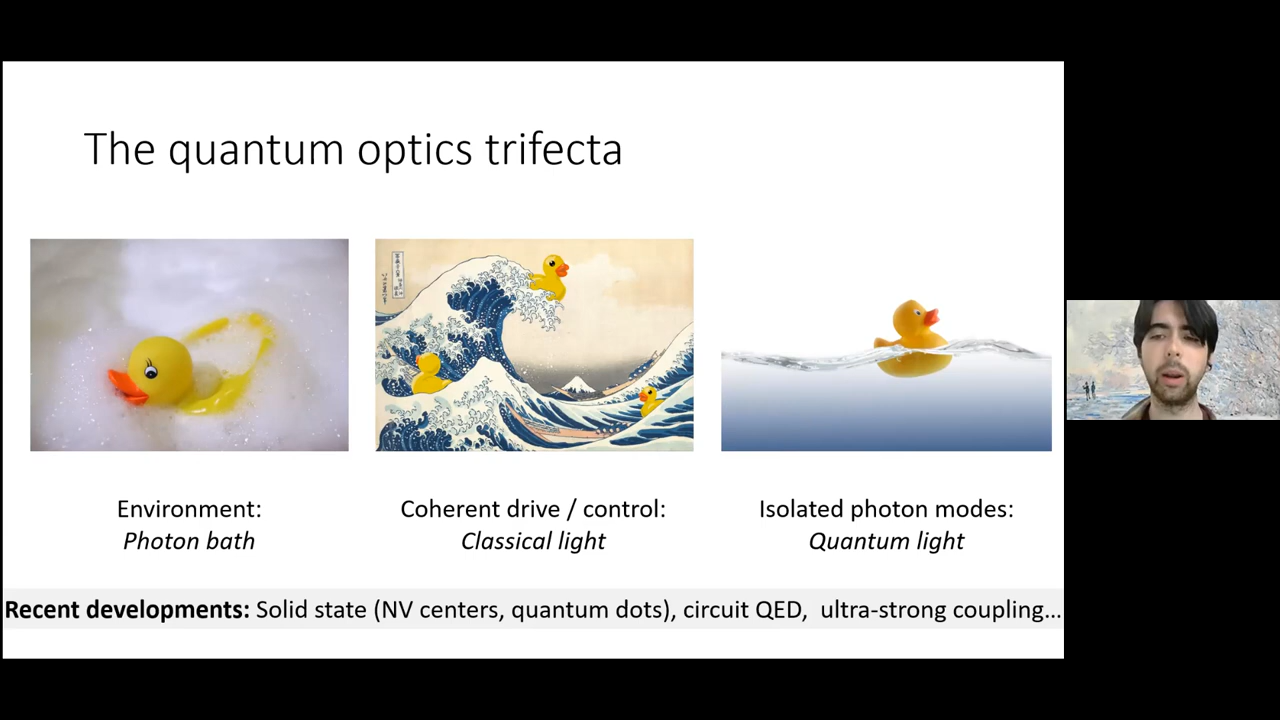 The quantum optics trifecta
Environment:
Photon bath
Coherent drive / control:
Classical light
Isolated photon modes:
Quantum light
Recent developments: Solid state (NV centers, quantum dots), circuit QED,  ultra-strong coupling...